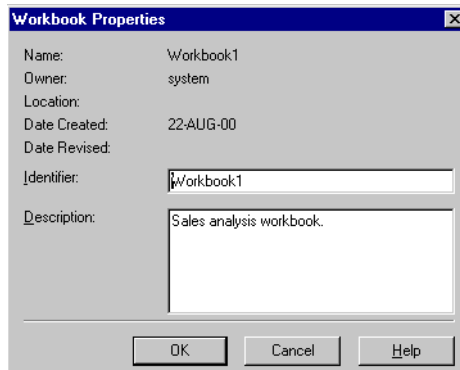 Workbook Properties
Name: Workbook1
Owner: system
Location:
Date Created: 22-AUG-00
Date Revised:
Identifier: Workbook1
Description: Sales analysis workbook.
OK Cancel Help